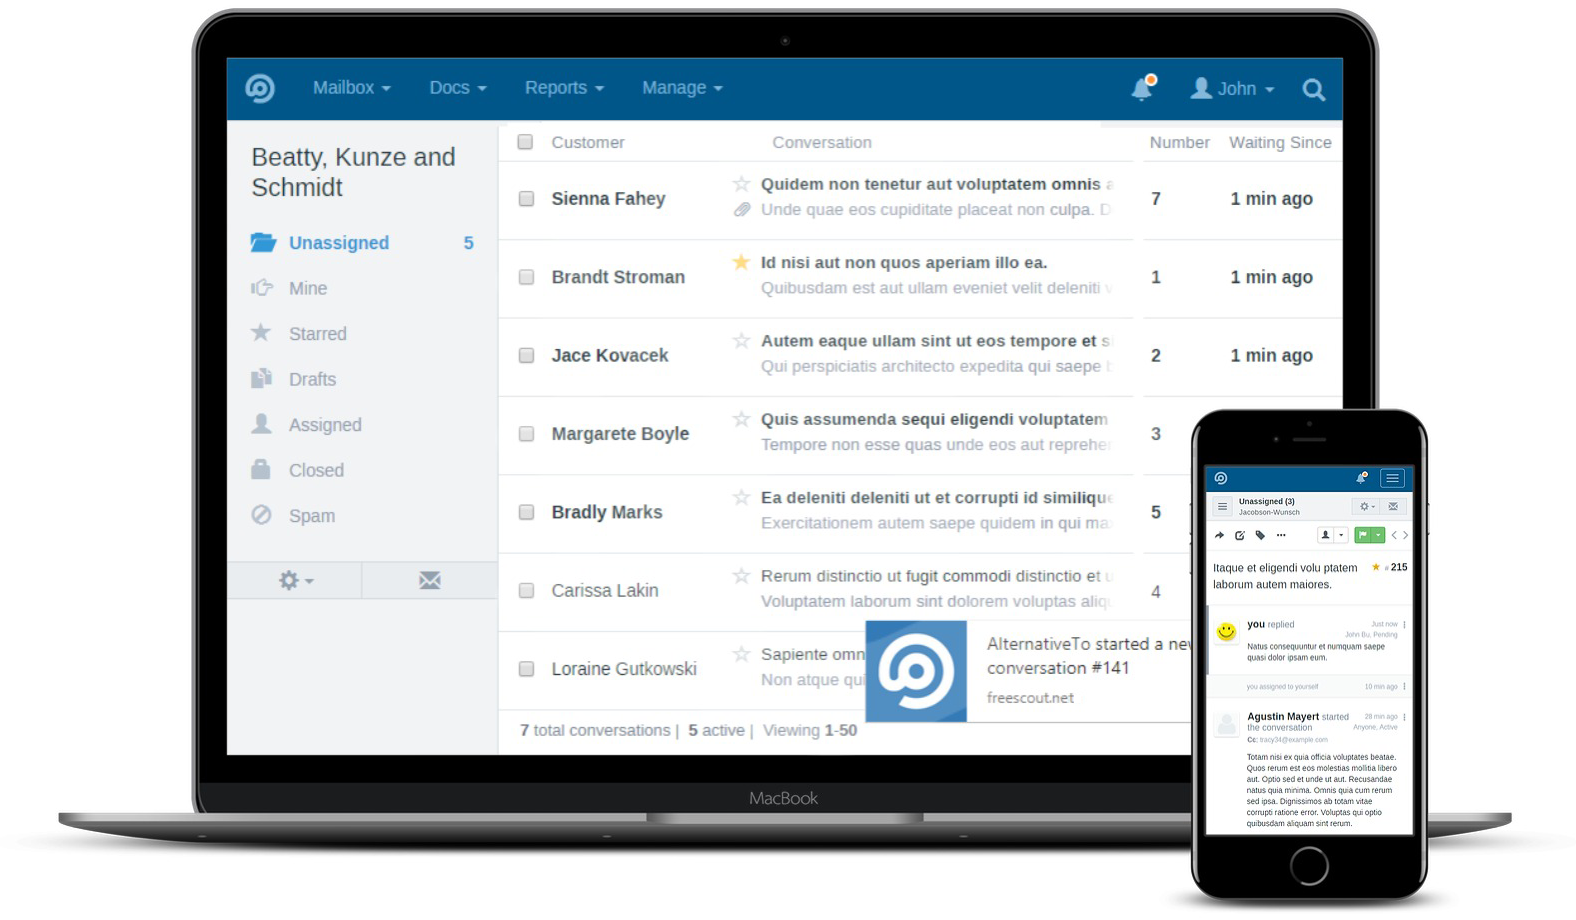 Mailbox Docs Reports Manage John
Beatty, Kunze and
Schmidt
Unassigned 5
Mine
Starred
Drafts
Assigned
Closed
Spam
Customer Conversation Number Waiting Since
Sienna Fahey Quidem non tenetur aut voluptatem omnis 7 1 min ago
Unde quae eos cupiditate placeat non culpa. D
Brandt Stroman Id nisi aut non quos aperiam illo ea. 1 1 min ago
Quibusdam est aut ullam eveniet velit deleniti
Jace Kovacek Autem eaque ullam sint ut eos tempore et s 2 1 min ago
Qui perspiciatis architecto expedita qui saepe
Margarete Boyle Quis assumenda sequi eligendi voluptatem 3
Tempore non esse quas unde eos aut reprehe
Bradly Marks Ea deleniti deleniti ut et corrupti id similique 5
Exercitationem autem saepe quidem in qui ma
Carissa Lakin Rerum distinctio ut fugit commodi distinctio et u 4
Voluptatem laborum sint dolorem voluptas aliq
Loraine Gutkowski Sapiente omn
Non atque qui
7 total conversations | 5 active | Viewing 1-50
AlternativeTo started a new
conversation #141
freescout.net
MacBook
Unassigned (3)
Jacobson-Wunsch
Itaque et eligendi volu ptatem # 215
laborum autem maiores.
you replied Just now
John Bu, Pending
Natus consequuntur et numquam saepe
quasi dolor ipsam eum.
you assigned to yourself 10 min ago
Agustin Mayert started 28 min ago
the conversation Anyone, Active
Cc: tracy34@example.com
Totam nisi ex quia officia voluptates beatae.
Quos rerum est eos molestias mollitia libero
aut. Optio sed et unde ut aut. Recusandae
natus quia minima. Omnis quia cum rerum
sed ipsa. Dignissimos ab totam vitae
corrupti ratione error. Voluptas qui optio
quibusdam aliquam sint rerum.